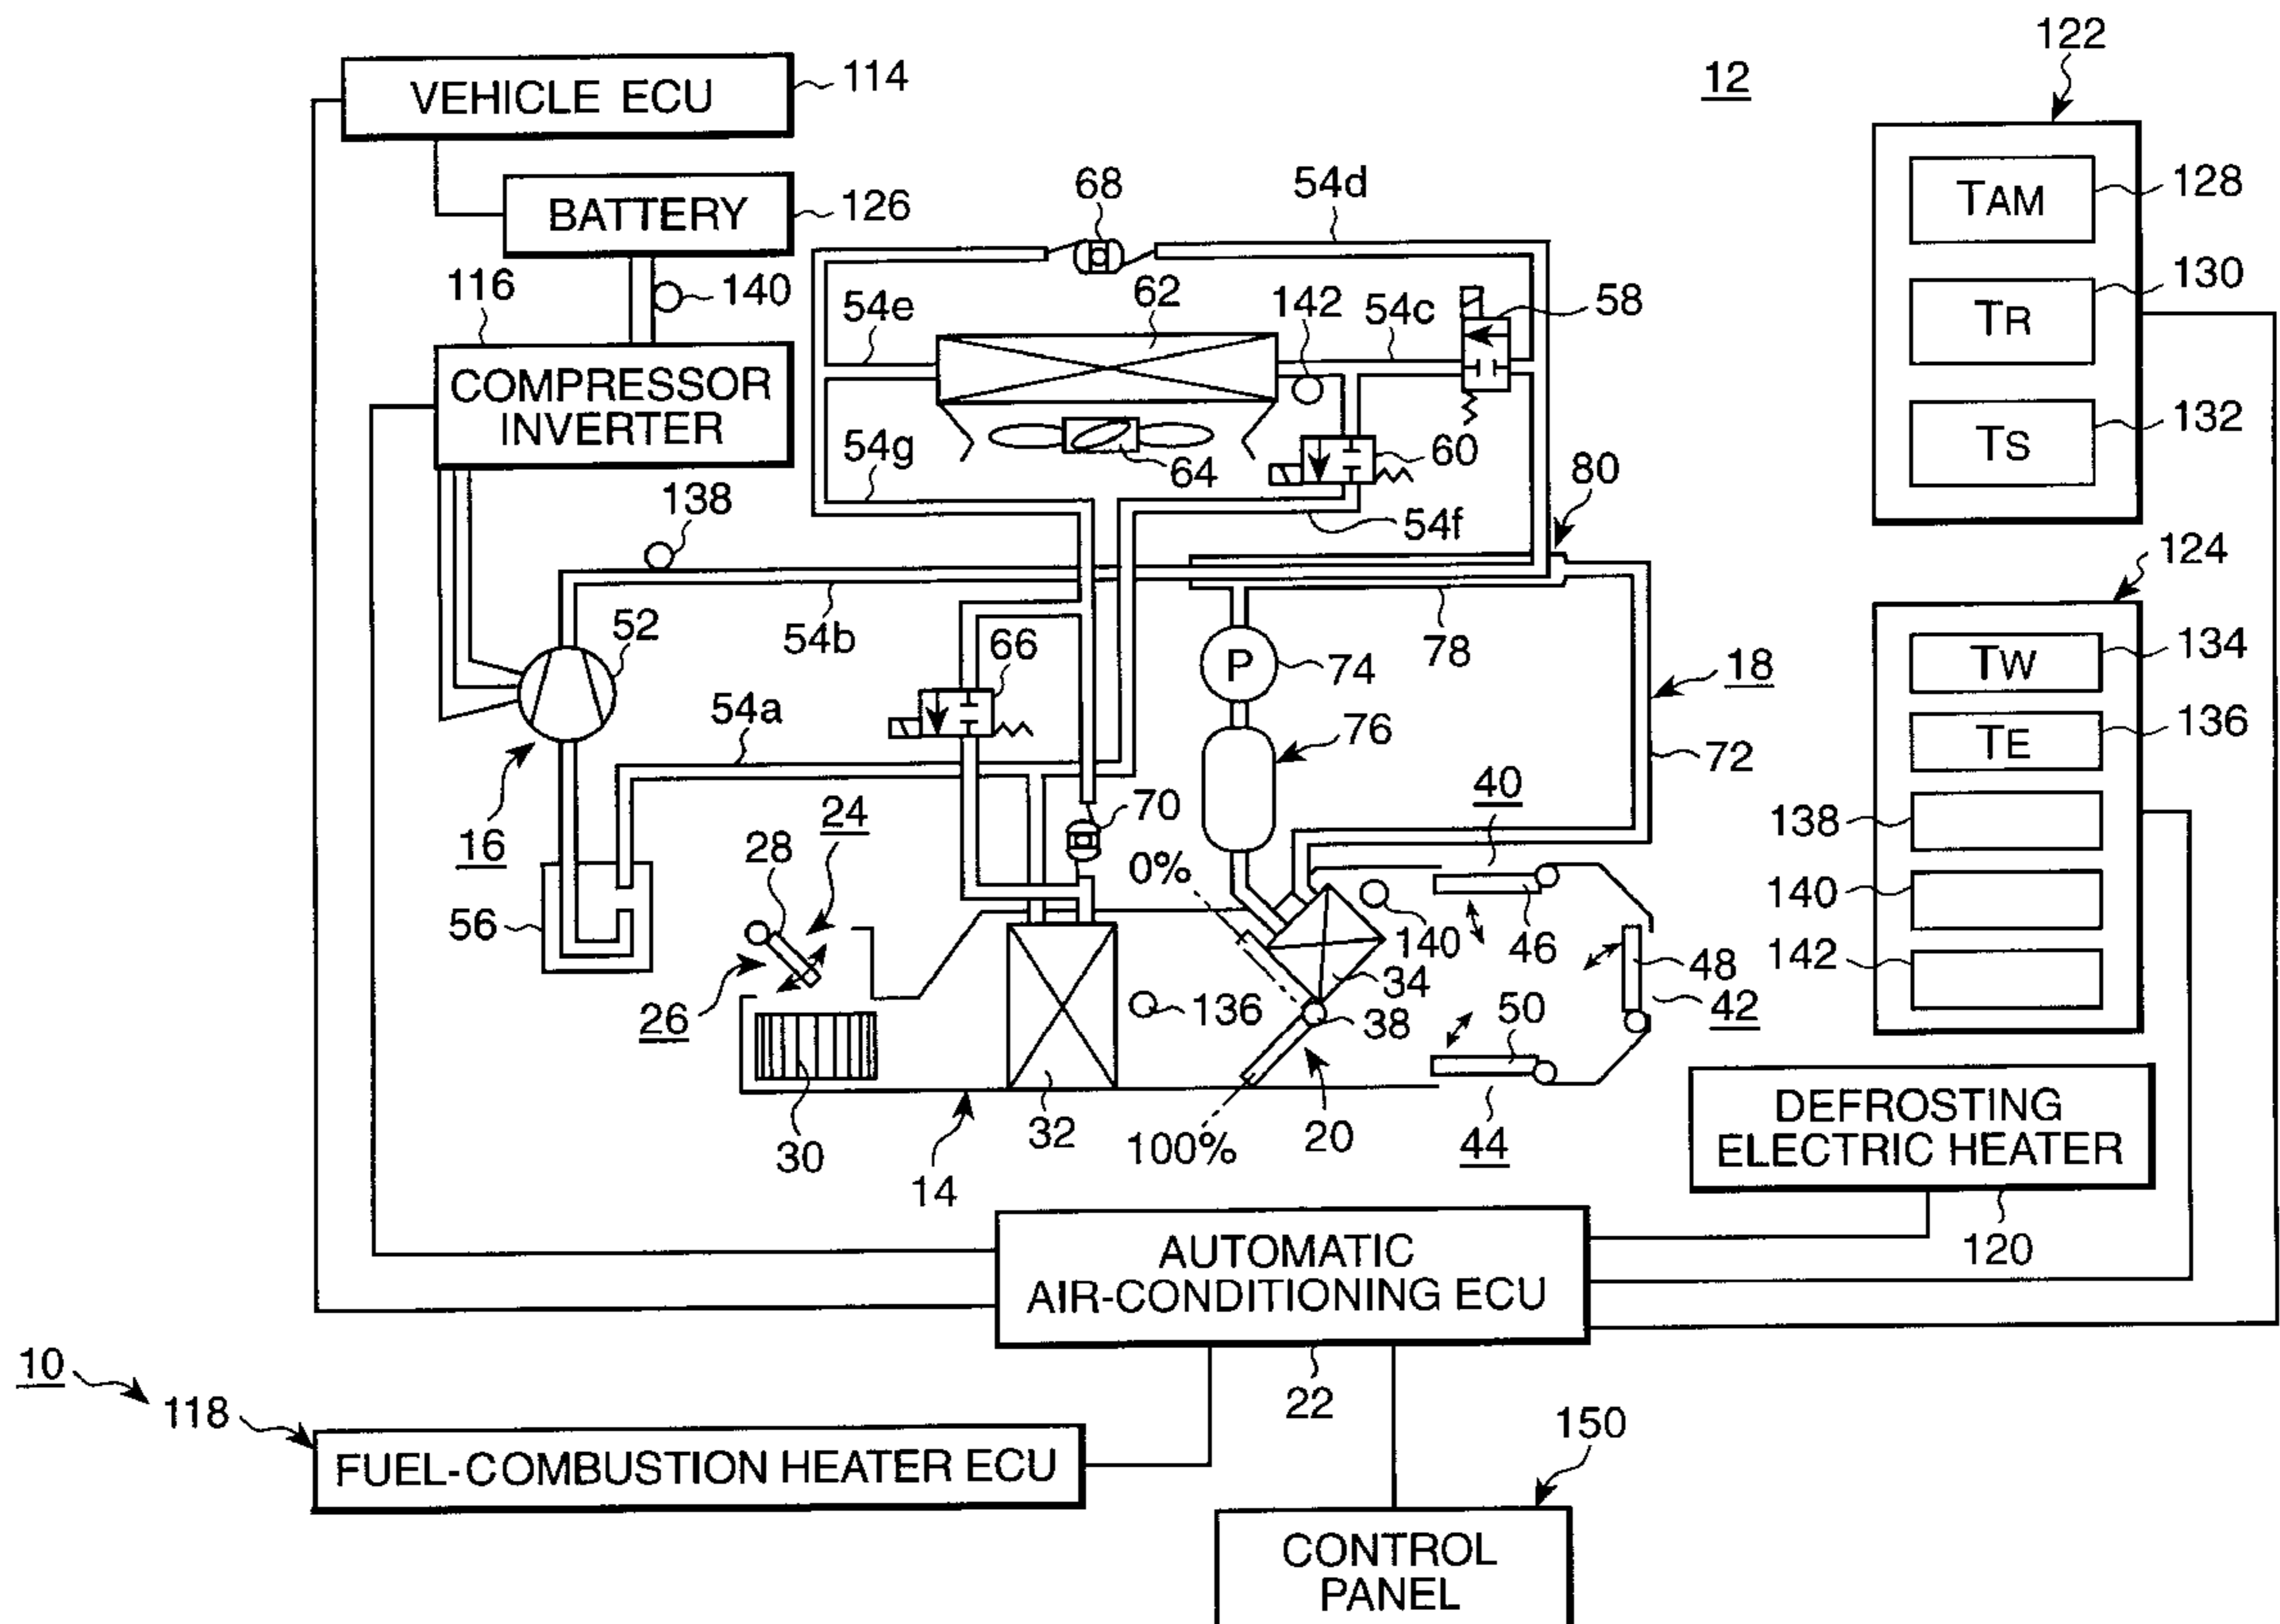 12
122
VEHICLE ECU
114
BATTERY
126
140
116
COMPRESSOR
INVERTER
68
54d
TAM
128
TR
130
TS
132
54e
62
142
54c
58
54g
64
60
54f
80
138
54b
78
52
66
P
74
18
124
TW
134
TE
136
138
140
142
16
54a
76
72
70
40
24
28
0%
56
26
136
140
46
34
48
38
42
50
30
32
20
100%
44
14
DEFROSTING
ELECTRIC HEATER
120
AUTOMATIC
AIR-CONDITIONING ECU
22
10
118
FUEL-COMBUSTION HEATER ECU
150
CONTROL
PANEL